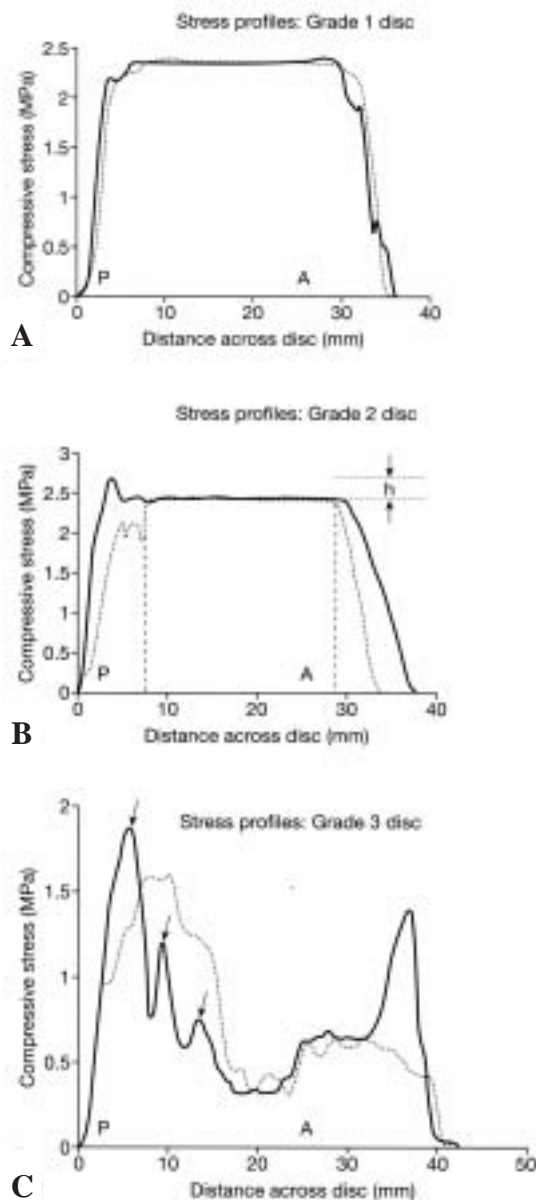 Stress profiles: Grade 1 disc
Compressive stress (MPa)
2.5
2
1.5
1
0.5
0
P
A
0 10 20 30 40
Distance across disc (mm)
A
Stress profiles: Grade 2 disc
Compressive stress (MPa)
3
2.5
2
1.5
1
0.5
0
h
P
A
0 10 20 30 40
Distance across disc (mm)
B
Stress profiles: Grade 3 disc
Compressive stress (MPa)
2
1.5
1
0.5
0
P
A
0 10 20 30 40 50
Distance across disc (mm)
C